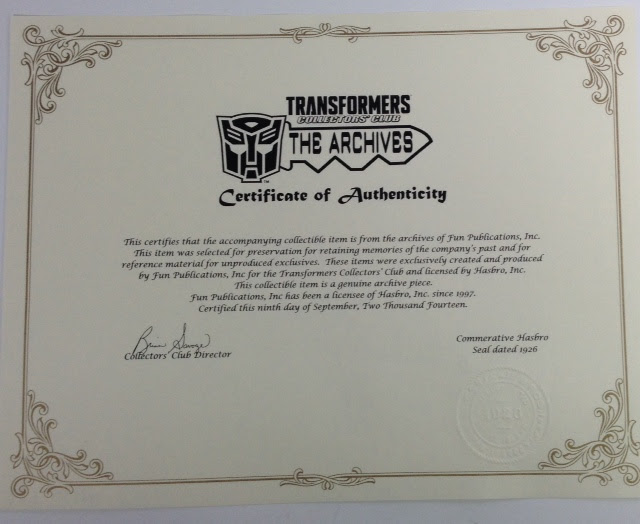 TRANSFORMERS
COLLECTORS' CLUB
THE ARCHIVES
TM
Certificate of Authenticity
This certifies that the accompanying collectible item is from the archives of Fun Publications, Inc.
This item was selected for preservation for retaining memories of the company's past and for
reference material for unproduced exclusives. These items were exclusively created and produced
by Fun Publications, Inc for the Transformers Collectors' Club and licensed by Hasbro, Inc.
This collectible item is a genuine archive piece.
Fun Publications, Inc has been a licensee of Hasbro, Inc. since 1997.
Certified this ninth day of September, Two Thousand Fourteen.
Brian Savage
Collectors' Club Director
Commerative Hasbro
Seal dated 1926
1926